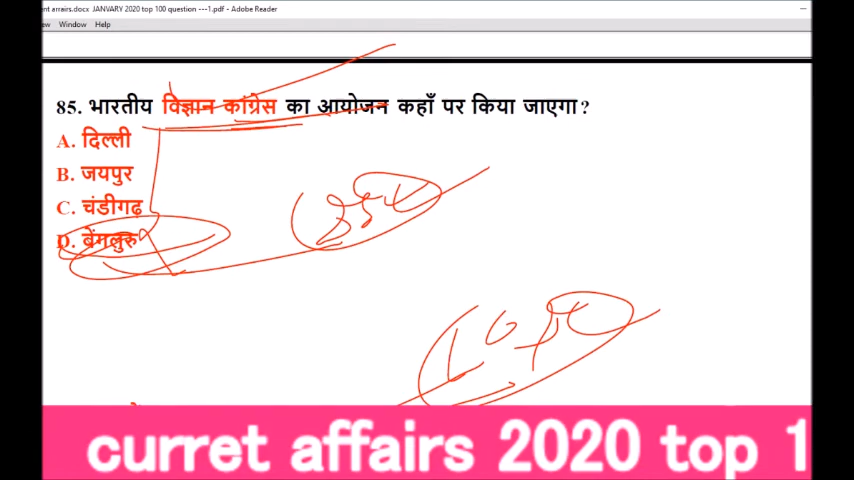 ent arrairs.docx JANVARY 2020 top 100 question ---1.pdf - Adobe Reader
ew Window Help
85. भारतीय विज्ञान कांग्रेस का आयोजन कहाँ पर किया जाएगा?
A. दिल्ली
B. जयपुर
C. चंडीगढ़
D. बेंगलुरु
curret affairs 2020 top 1